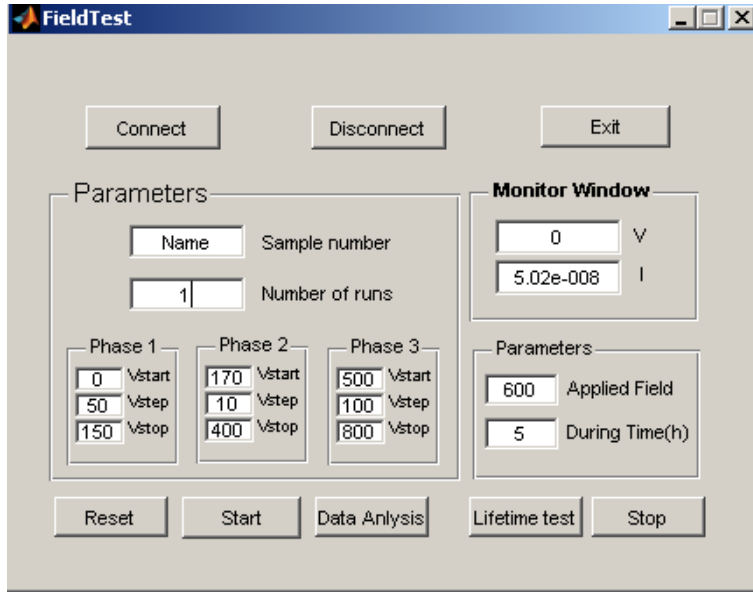 FieldTest
Connect Disconnect Exit
Parameters
Name Sample number
1 Number of runs
Phase 1
0 Vstart
50 Vstep
150 Vstop
Phase 2
170 Vstart
10 Vstep
400 Vstop
Phase 3
500 Vstart
100 Vstep
800 Vstop
Monitor Window
0 V
5.02e-008 I
Parameters
600 Applied Field
5 During Time(h)
Reset Start Data Anlysis Lifetime test Stop